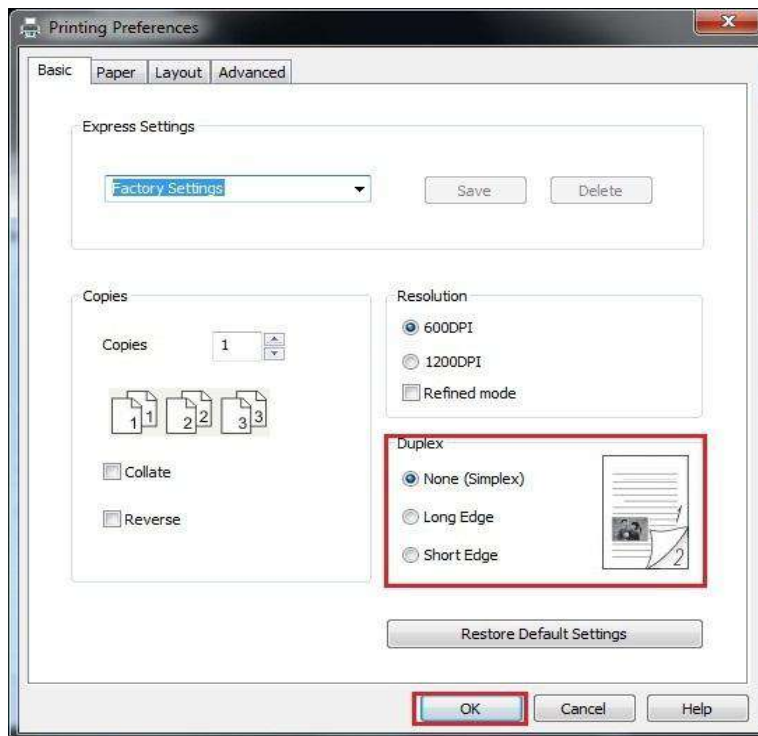 Printing Preferences
Basic Paper Layout Advanced
Express Settings
Factory Settings Save Delete
Copies
Copies 1
1 1 2 2 3 3
Collate
Reverse
Resolution
600DPI
1200DPI
Refined mode
Duplex
None (Simplex)
Long Edge
Short Edge
1
2
Restore Default Settings
OK Cancel Help